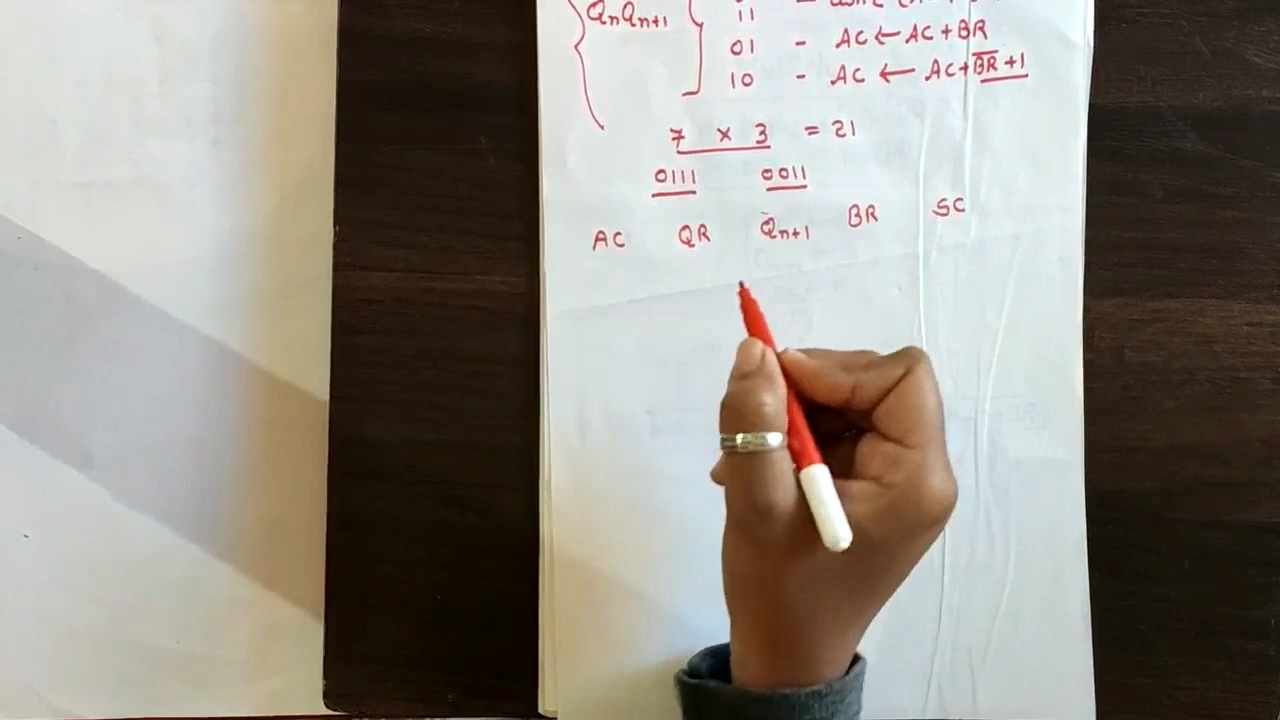 QnQn+1
11 -
01 - AC ← AC + BR
10 - AC ← AC + B̅R̅ + 1
7 × 3 = 21
0111 0011
AC QR Qn+1 BR SC